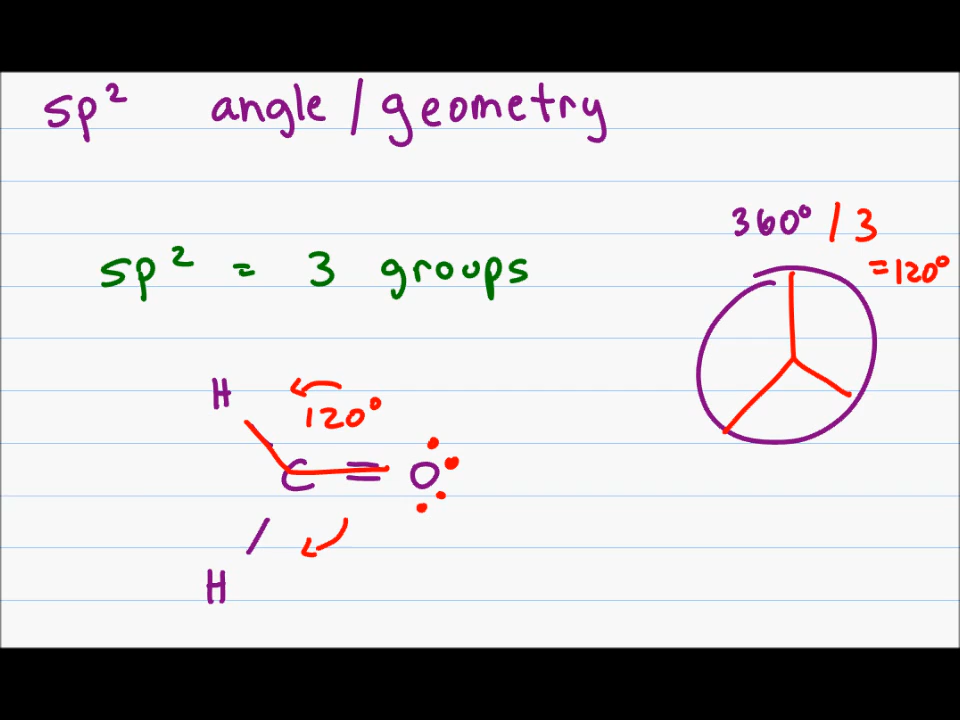 sp² angle / geometry
360° / 3
= 120°
sp² = 3 groups
H
120°
C = O
H